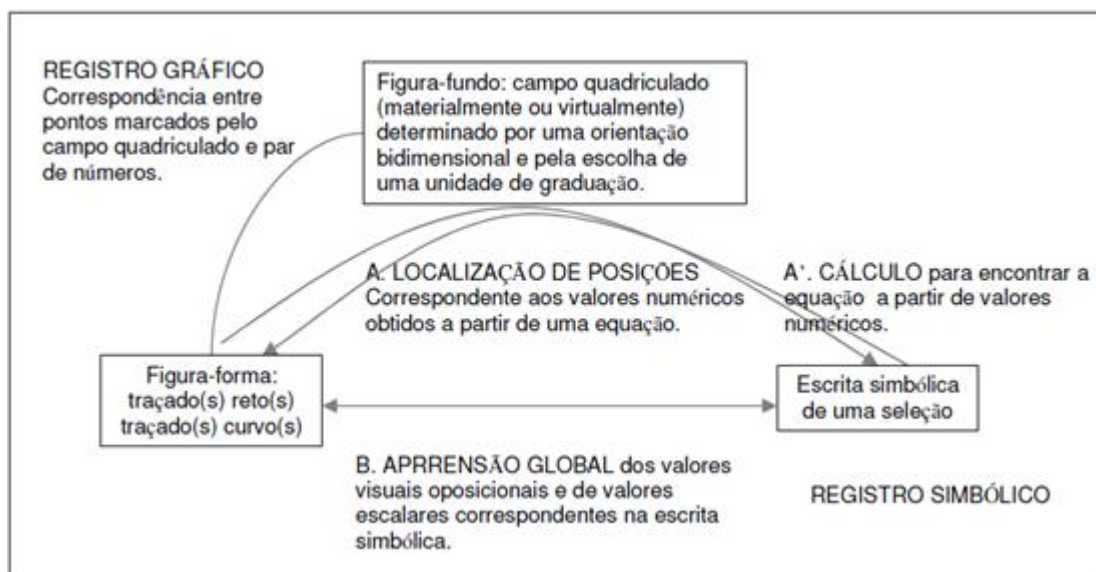 REGISTRO GRÁFICO
Correspondência entre
pontos marcados pelo
campo quadriculado e par
de números.
Figura-fundo: campo quadriculado
(materialmente ou virtualmente)
determinado por uma orientação
bidimensional e pela escolha de
uma unidade de graduação.
A. LOCALIZAÇÃO DE POSIÇÕES
Correspondente aos valores numéricos
obtidos a partir de uma equação.
A'. CÁLCULO para encontrar a
equação a partir de valores
numéricos.
Figura-forma:
traçado(s) reto(s)
traçado(s) curvo(s)
Escrita simbólica
de uma seleção
B. APRRENSÃO GLOBAL dos valores
visuais oposicionais e de valores
escalares correspondentes na escrita
simbólica.
REGISTRO SIMBÓLICO